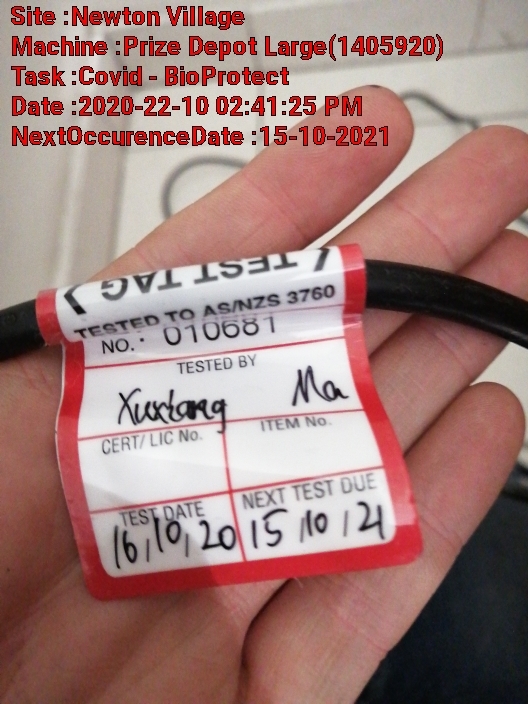 Site :Newton Village
Machine :Prize Depot Large(1405920)
Task :Covid - BioProtect
Date :2020-22-10 02:41:25 PM
NextOccurenceDate :15-10-2021
TEST TAG
TESTED TO AS/NZS 3760
NO.: 010681
TESTED BY
Xuxiang Ma
CERT/ LIC No.
ITEM No.
TEST DATE
NEXT TEST DUE
16/10/20
15/10/21